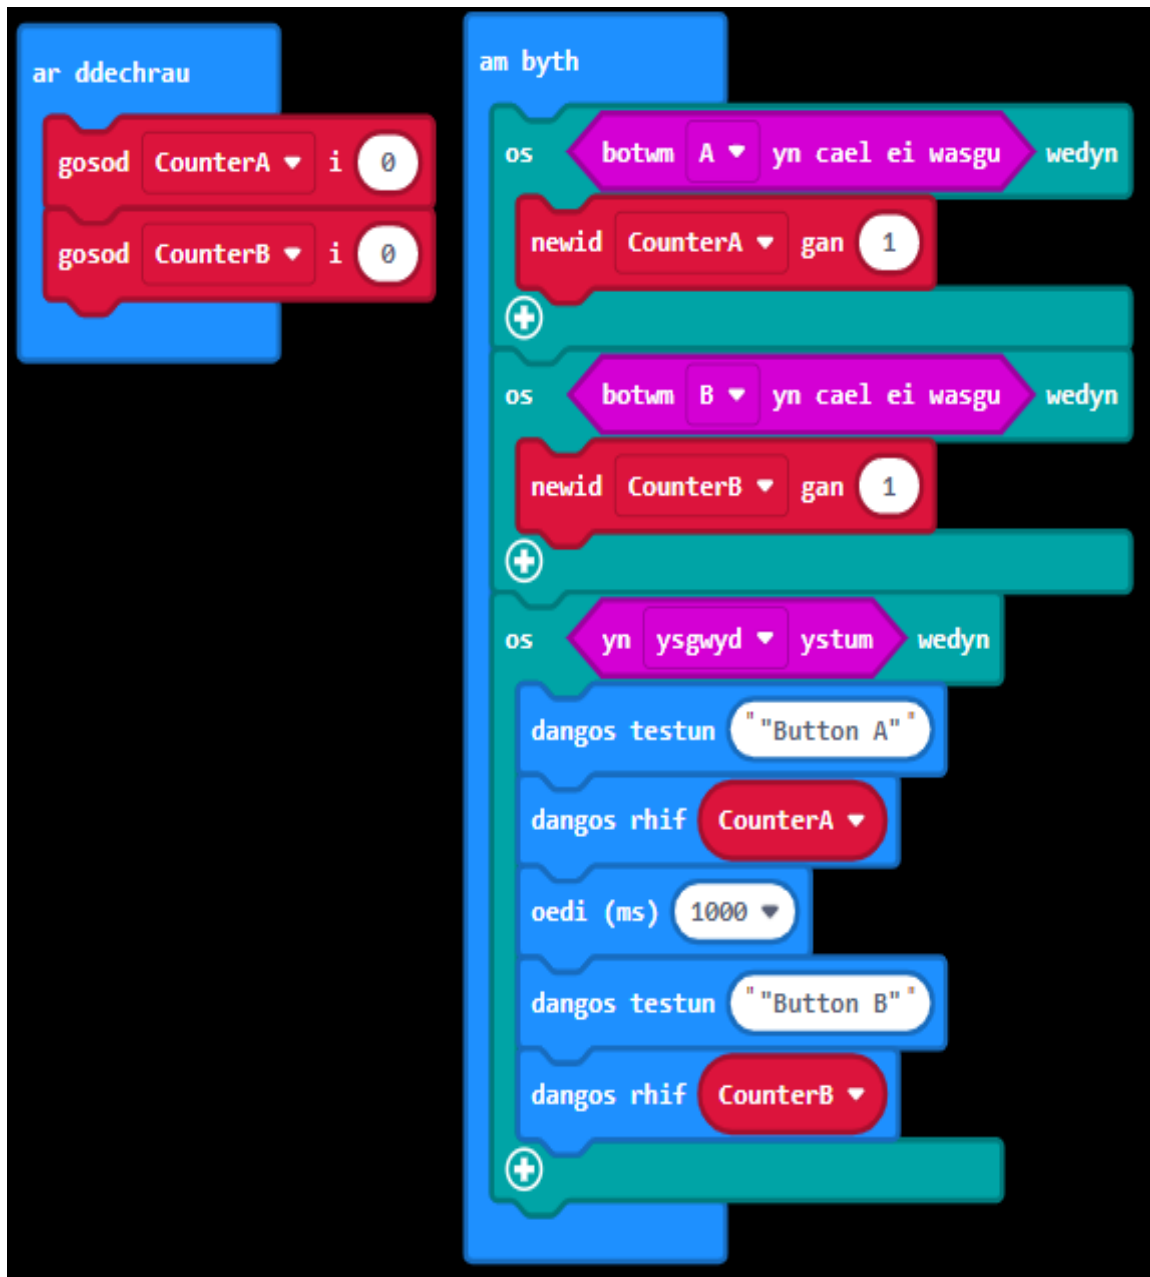 ar ddechrau
gosod CounterA i 0
gosod CounterB i 0
am byth
os botwm A yn cael ei wasgu wedyn
newid CounterA gan 1
os botwm B yn cael ei wasgu wedyn
newid CounterB gan 1
os yn ysgwyd ystum wedyn
dangos testun ""Button A""
dangos rhif CounterA
oedi (ms) 1000
dangos testun ""Button B""
dangos rhif CounterB